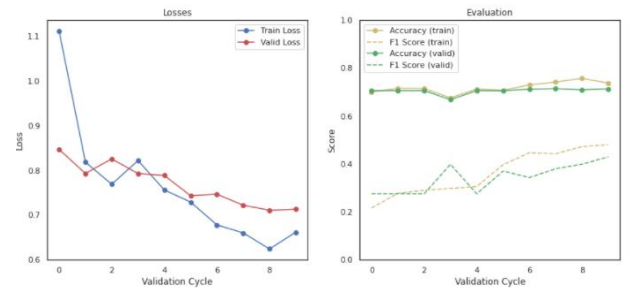 Losses
Train Loss
Valid Loss
1.1
1.0
0.9
0.8
0.7
0.6
Loss
0
2
4
6
8
Validation Cycle
Evaluation
Accuracy (train)
F1 Score (train)
Accuracy (valid)
F1 Score (valid)
1.0
0.8
0.6
0.4
0.2
0.0
Score
0
2
4
6
8
Validation Cycle